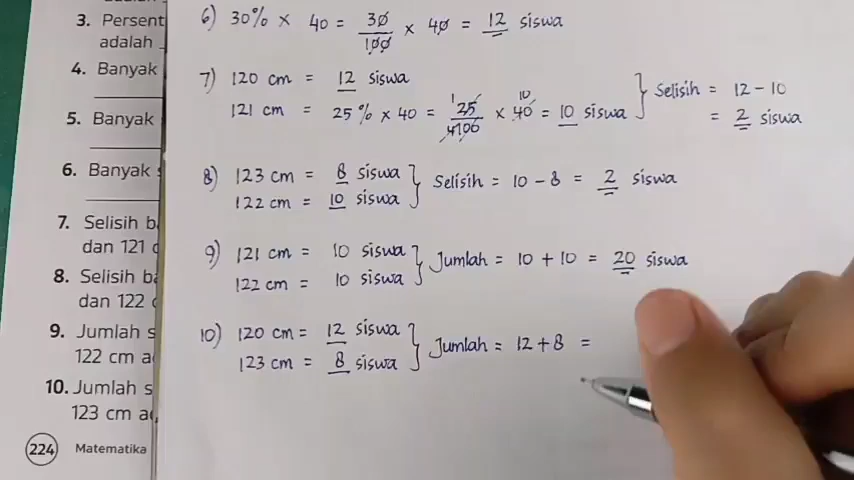 3. Persent
adalah
4. Banyak
5. Banyak
6. Banyak
7. Selisih
dan 121
8. Selisih
dan 122
9. Jumlah
122 cm
10. Jumlah
123 cm
224 Matematika
6) 30% × 40 = 30/100 × 40 = 12 siswa
7) 120 cm = 12 siswa
121 cm = 25% × 40 = 1 25/4 100 × 10 40 = 10 siswa
Selisih = 12 - 10
= 2 siswa
8) 123 cm = 8 siswa
122 cm = 10 siswa
Selisih = 10 - 8 = 2 siswa
9) 121 cm = 10 siswa
122 cm = 10 siswa
Jumlah = 10 + 10 = 20 siswa
10) 120 cm = 12 siswa
123 cm = 8 siswa
Jumlah = 12 + 8 =